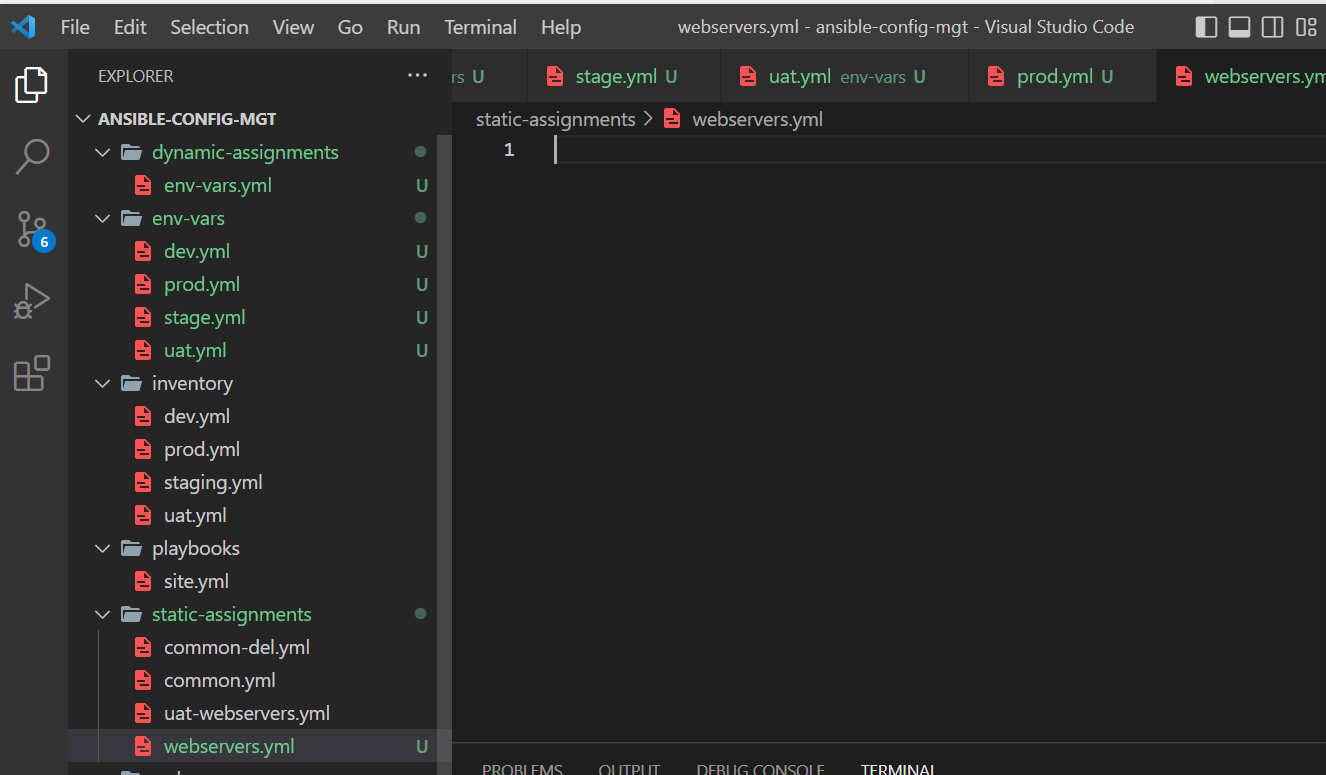 File Edit Selection View Go Run Terminal Help webservers.yml - ansible-config-mgt - Visual Studio Code
EXPLORER ···
ANSIBLE-CONFIG-MGT
dynamic-assignments
env-vars.yml U
env-vars
dev.yml U
prod.yml U
stage.yml U
uat.yml U
inventory
dev.yml
prod.yml
staging.yml
uat.yml
playbooks
site.yml
static-assignments
common-del.yml
common.yml
uat-webservers.yml
webservers.yml U
6
rs U stage.yml U uat.yml env-vars U prod.yml U webservers.ym
static-assignments > webservers.yml
1
PROBLEMS OUTPUT DEBUG CONSOLE TERMINAL